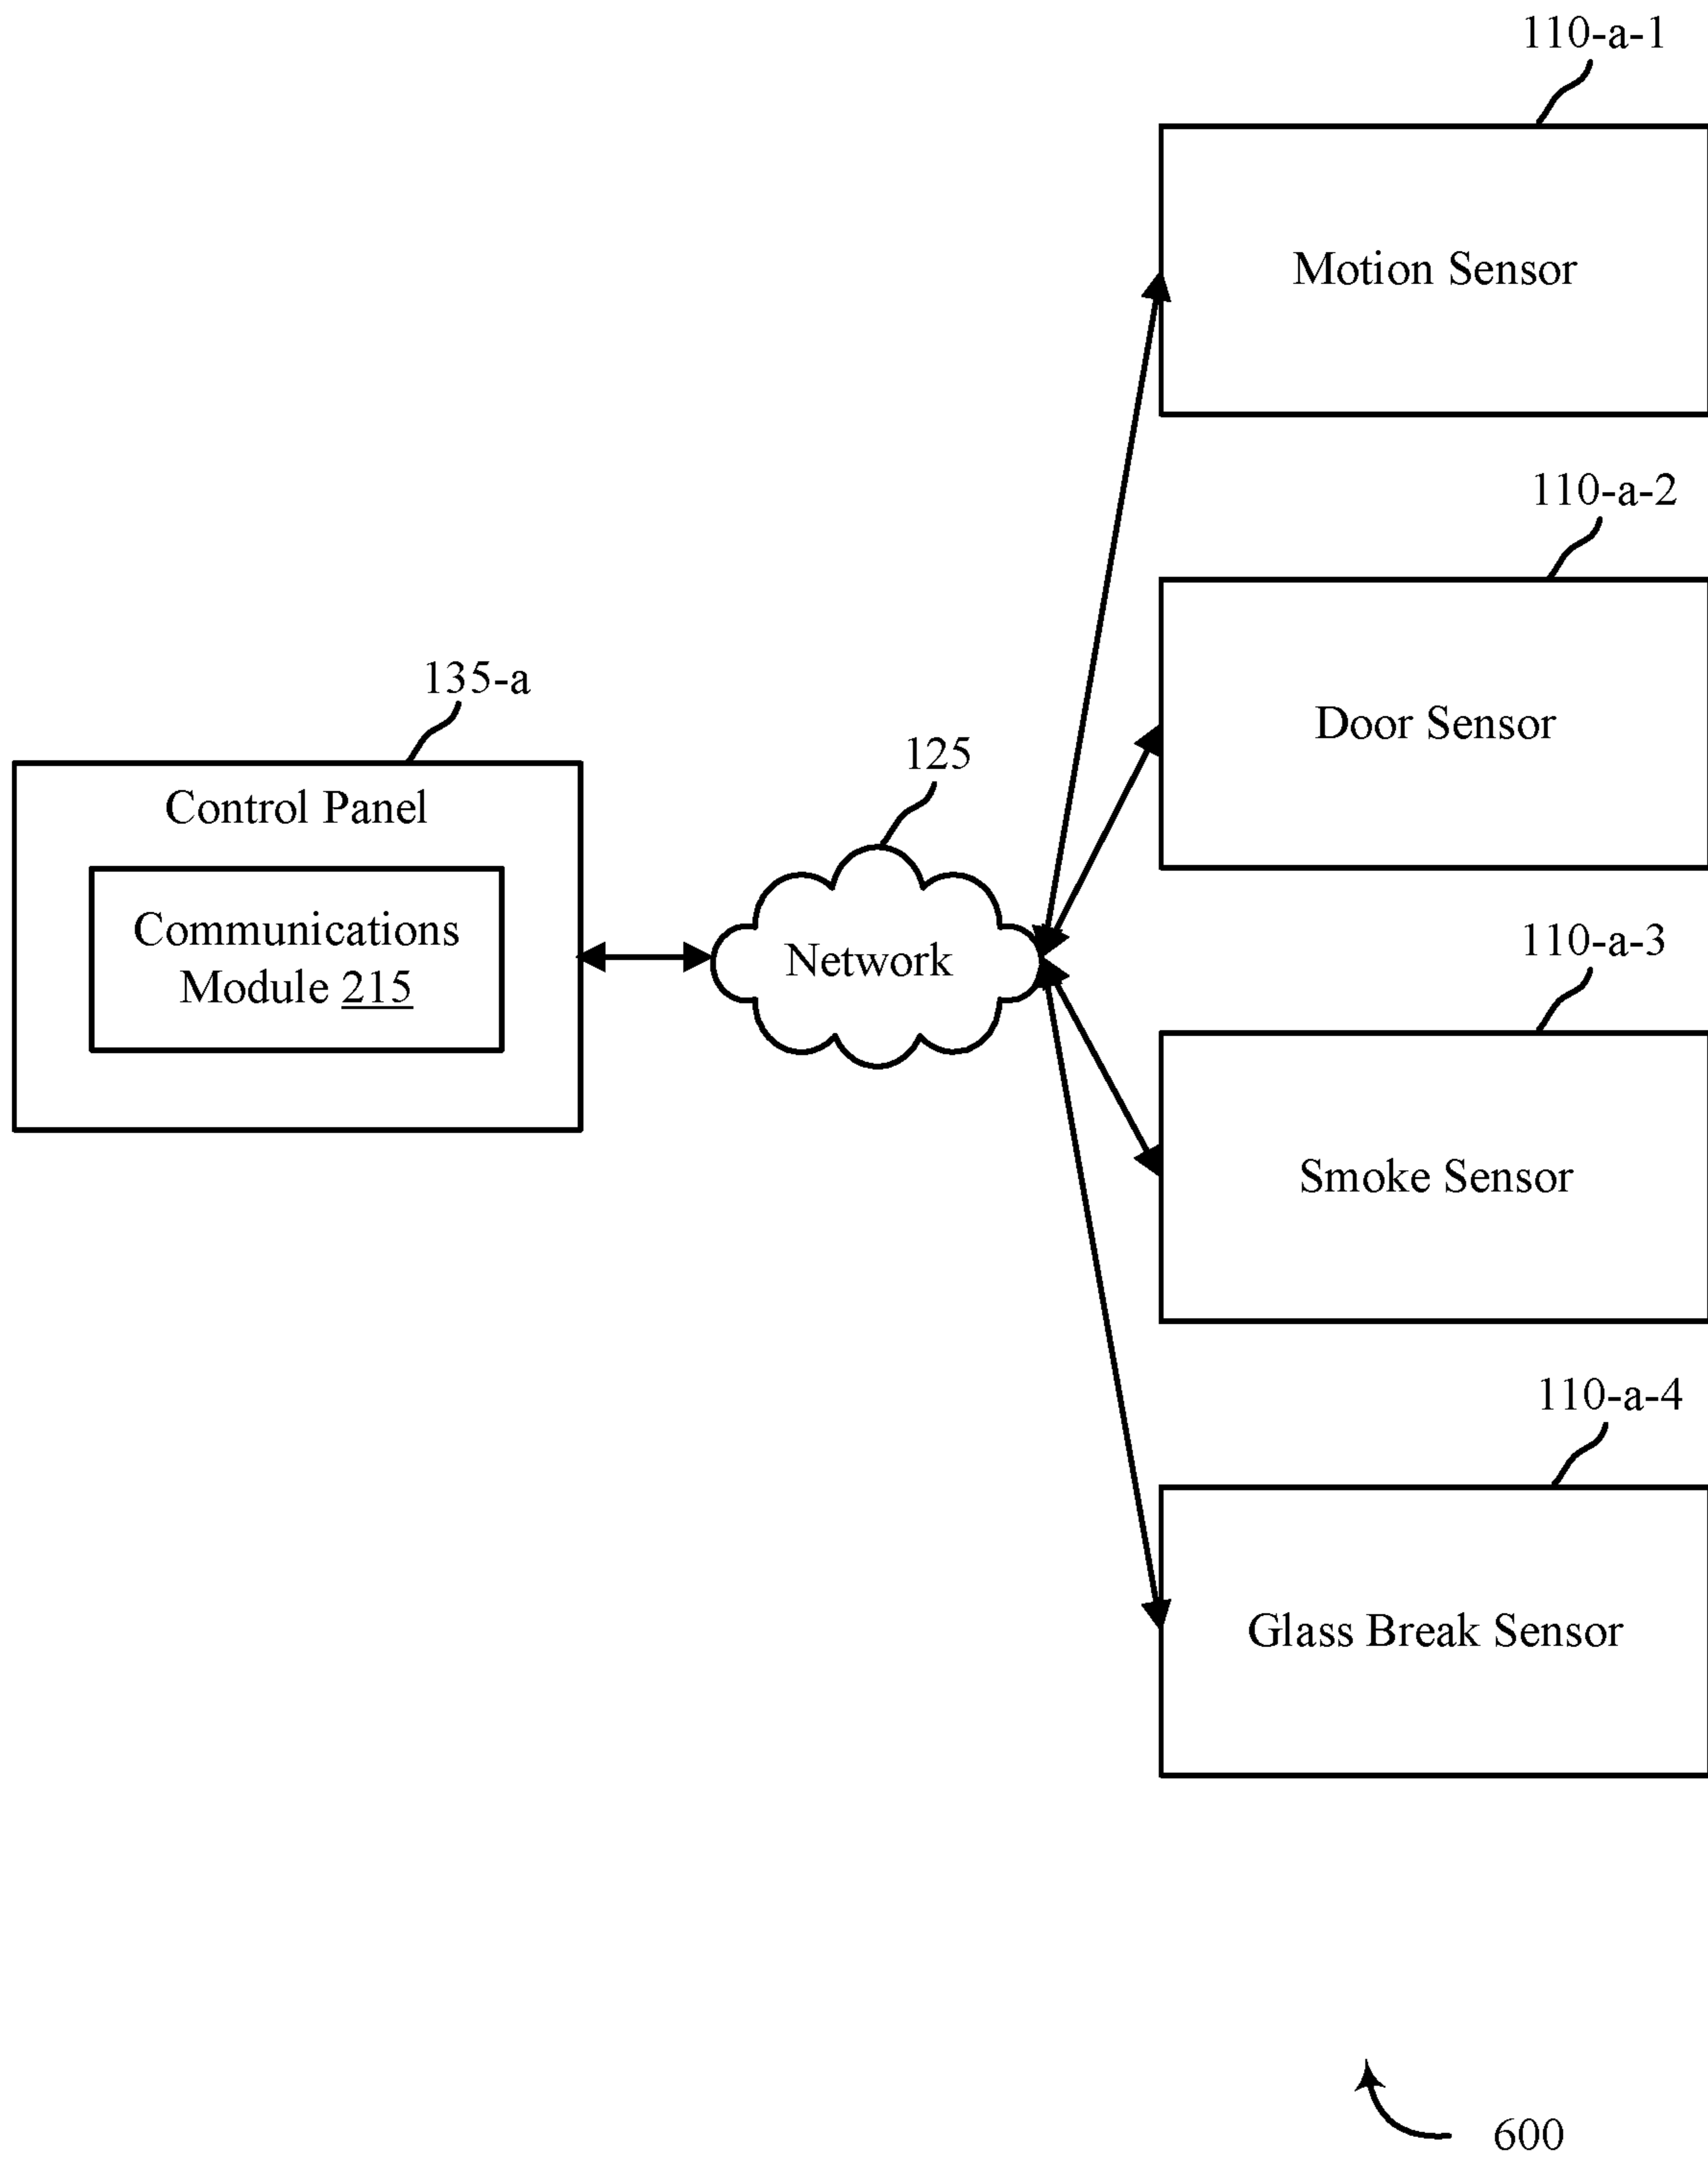 110-a-1
Motion Sensor
110-a-2
Door Sensor
135-a
Control Panel
Communications
Module 215
125
Network
110-a-3
Smoke Sensor
110-a-4
Glass Break Sensor
600